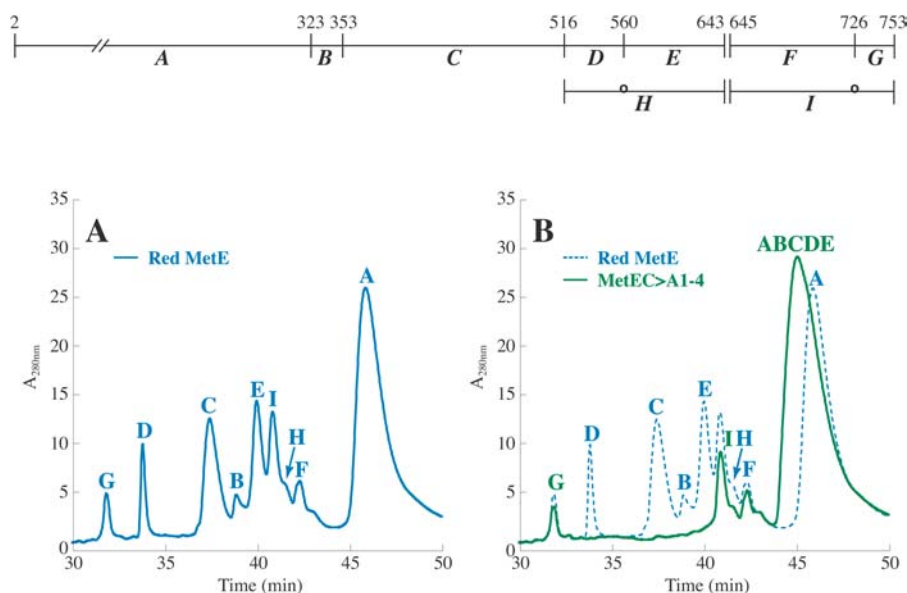 2 323 353 516 560 643 645 726 753
A B C D E F G
H I
A
Red MetE
35
30
25
20
15
10
5
0
A280nm
G D C B E I H F A
30 35 40 45 50
Time (min)
B
Red MetE
MetEC>A1-4
ABCDE
35
30
25
20
15
10
5
0
A280nm
G D C B E I H F A
30 35 40 45 50
Time (min)